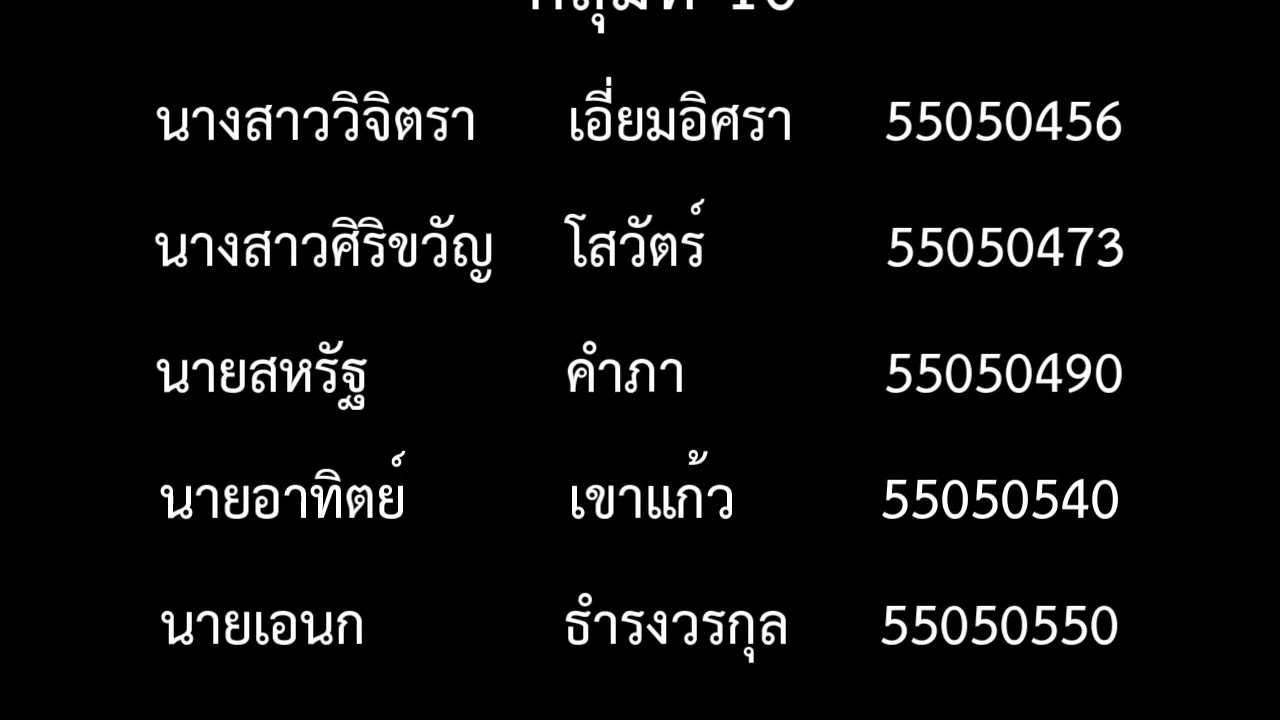 นางสาววิจิตรา เอี่ยมอิศรา 55050456
นางสาวศิริขวัญ โสวัตร์ 55050473
นายสหรัฐ คำภา 55050490
นายอาทิตย์ เขาแก้ว 55050540
นายเอนก ธำรงวรกุล 55050550